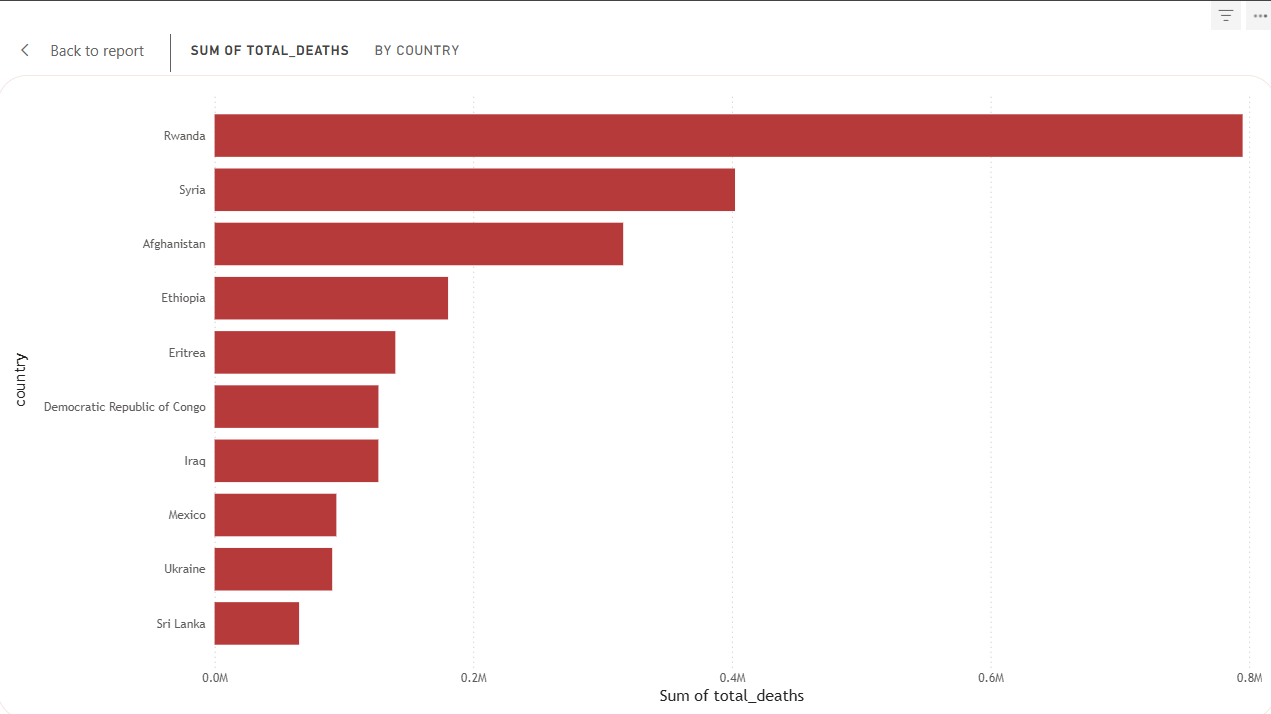 Back to report
SUM OF TOTAL_DEATHS BY COUNTRY
Rwanda
Syria
Afghanistan
Ethiopia
Eritrea
Democratic Republic of Congo
Iraq
Mexico
Ukraine
Sri Lanka
country
0.0M 0.2M 0.4M 0.6M 0.8M
Sum of total_deaths